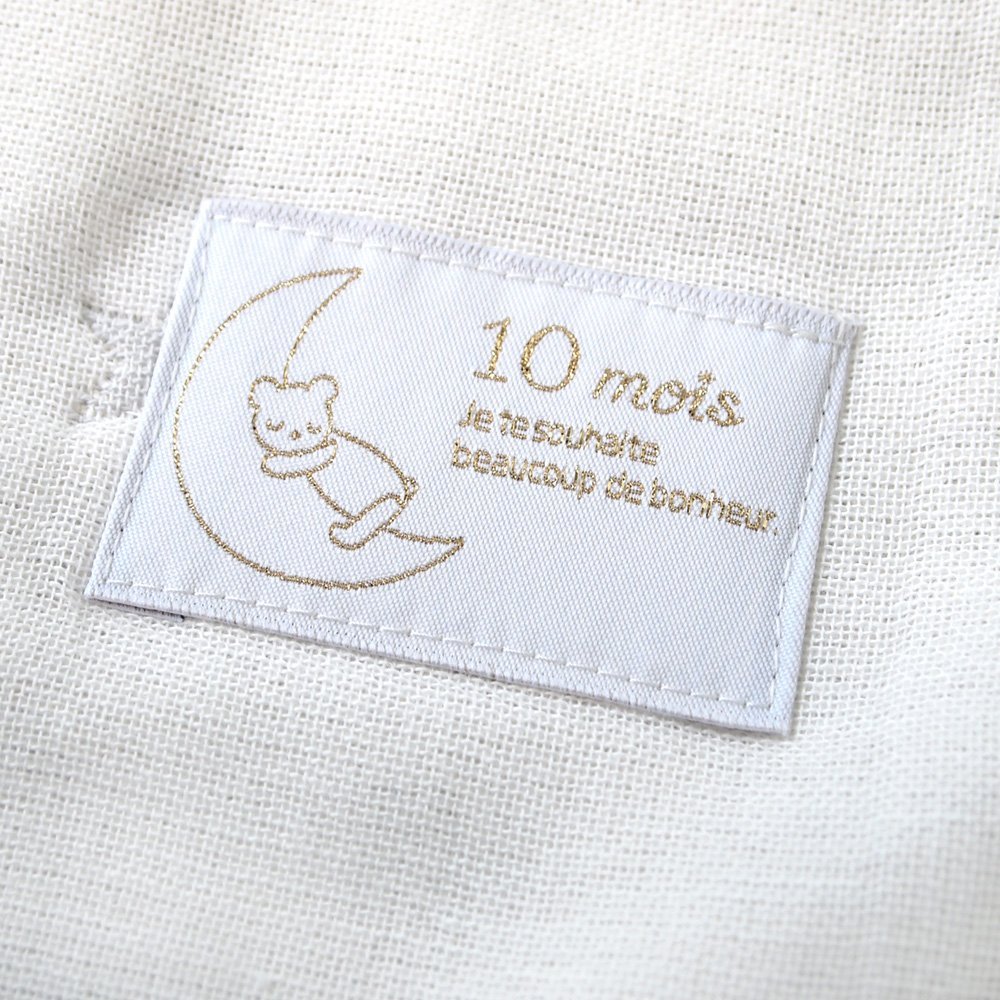 10 mois
Je te souhaite
beaucoup de bonheur.